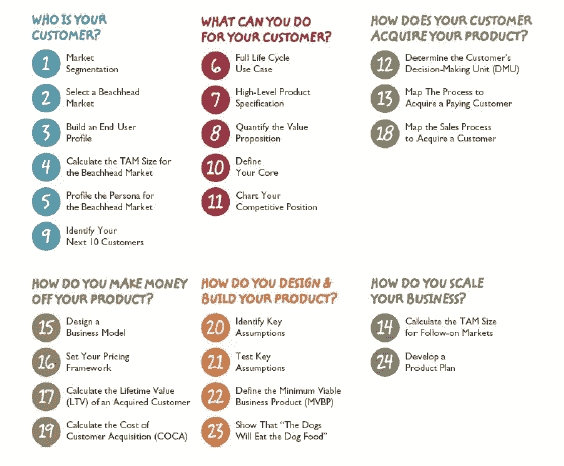 WHO IS YOUR
CUSTOMER?
1 Market
Segmentation
2 Select a Beachhead
Market
3 Build an End User
Profile
4 Calculate the TAM Size for
the Beachhead Market
5 Profile the Persona for
the Beachhead Market
9 Identify Your
Next 10 Customers
WHAT CAN YOU DO
FOR YOUR CUSTOMER?
6 Full Life Cycle
Use Case
7 High-Level Product
Specification
8 Quantify the Value
Proposition
10 Define
Your Core
11 Chart Your
Competitive Position
HOW DOES YOUR CUSTOMER
ACQUIRE YOUR PRODUCT?
12 Determine the Customer's
Decision-Making Unit (DMU)
13 Map The Process to
Acquire a Paying Customer
18 Map the Sales Process
to Acquire a Customer
HOW DO YOU MAKE MONEY
OFF YOUR PRODUCT?
15 Design a
Business Model
16 Set Your Pricing
Framework
17 Calculate the Lifetime Value
(LTV) of an Acquired Customer
19 Calculate the Cost of
Customer Acquisition (COCA)
HOW DO YOU DESIGN &
BUILD YOUR PRODUCT?
20 Identify Key
Assumptions
21 Test Key
Assumptions
22 Define the Minimum Viable
Business Product (MVBP)
23 Show That "The Dogs
Will Eat the Dog Food"
HOW DO YOU SCALE
YOUR BUSINESS?
14 Calculate the TAM Size
for Follow-on Markets
24 Develop a
Product Plan